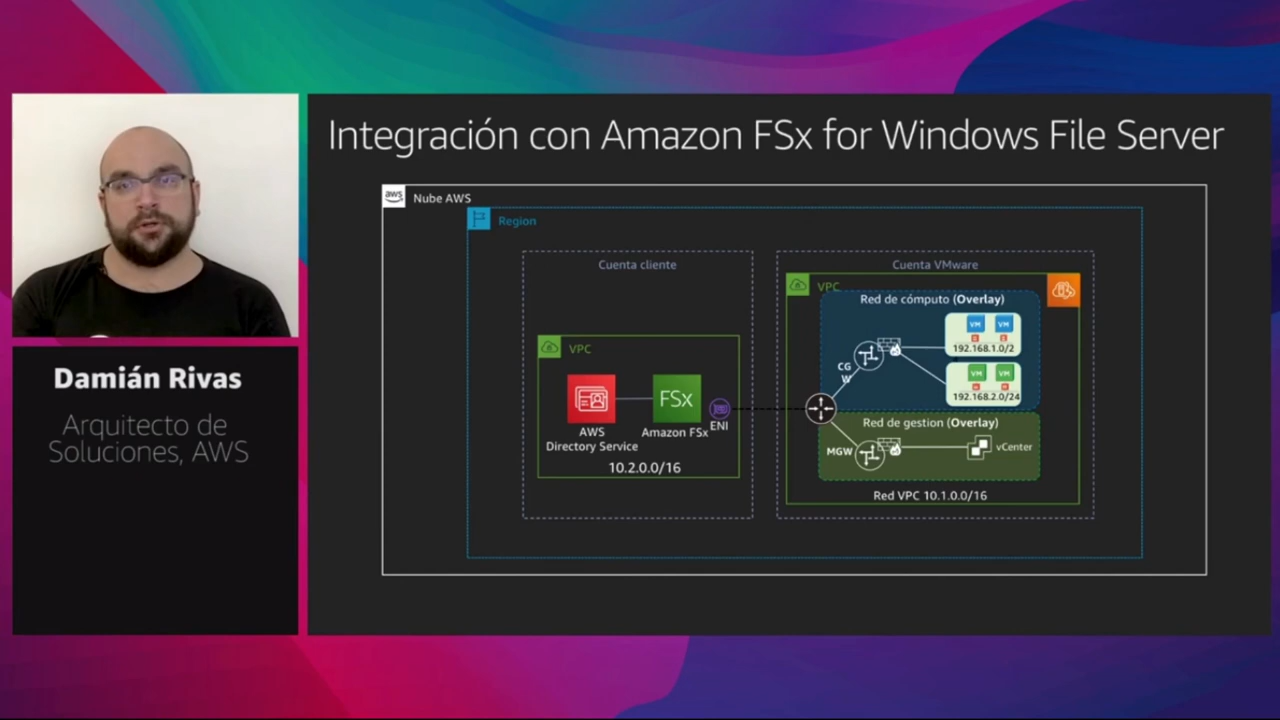 Integración con Amazon FSx for Windows File Server
aws
Nube AWS
Region
Cuenta cliente
VPC
FSx
AWS
Directory Service
Amazon FSx
ENI
10.2.0.0/16
Cuenta VMware
VPC
Red de cómputo (Overlay)
VM
VM
192.168.1.0/2
CG
W
VM
VM
192.168.2.0/24
Red de gestion (Overlay)
MGW
vCenter
Red VPC 10.1.0.0/16
Damián Rivas
Arquitecto de
Soluciones, AWS